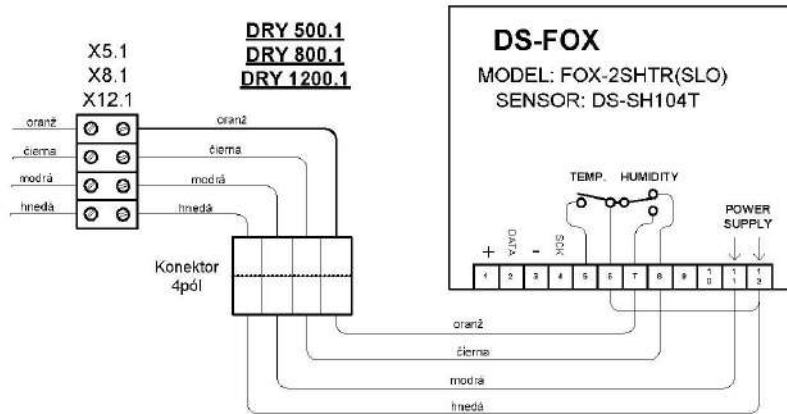 DRY 500.1
DRY 800.1
DRY 1200.1
X5.1
X8.1
X12.1
oranž
oranž
čierna
čierna
modrá
modrá
hnedá
hnedá
Konektor
4pól
DS-FOX
MODEL: FOX-2SHTR(SLO)
SENSOR: DS-SH104T
TEMP. HUMIDITY
POWER
SUPPLY
+ DATA - SCK
1 2 3 4 5 6 7 8 9 10 11 12
oranž
čierna
modrá
hnedá